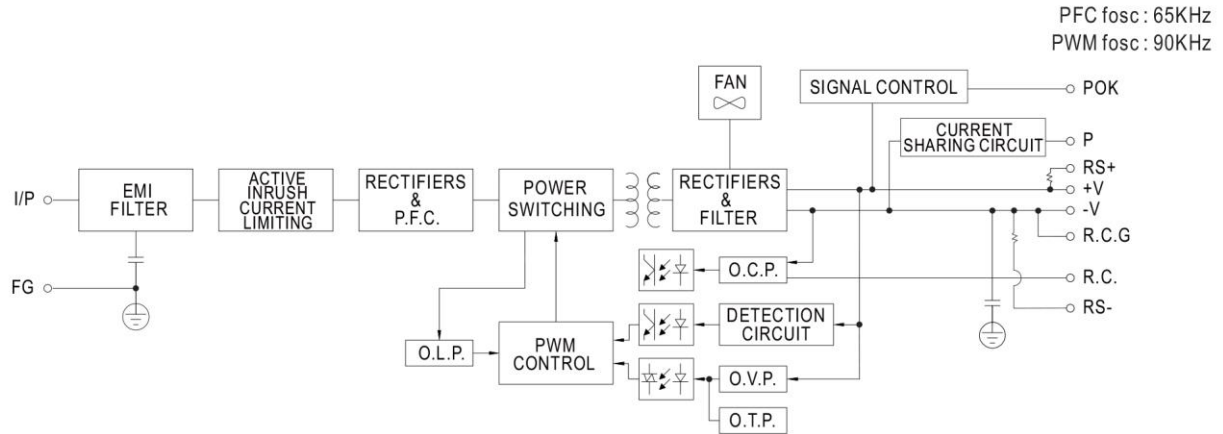 PFC fosc : 65KHz
PWM fosc : 90KHz
FAN
SIGNAL CONTROL
POK
CURRENT
SHARING CIRCUIT
P
RS+
I/P
EMI
FILTER
ACTIVE
INRUSH
CURRENT
LIMITING
RECTIFIERS
&
P.F.C.
POWER
SWITCHING
RECTIFIERS
&
FILTER
+V
-V
R.C.G
O.C.P.
R.C.
FG
RS-
DETECTION
CIRCUIT
O.L.P.
PWM
CONTROL
O.V.P.
O.T.P.